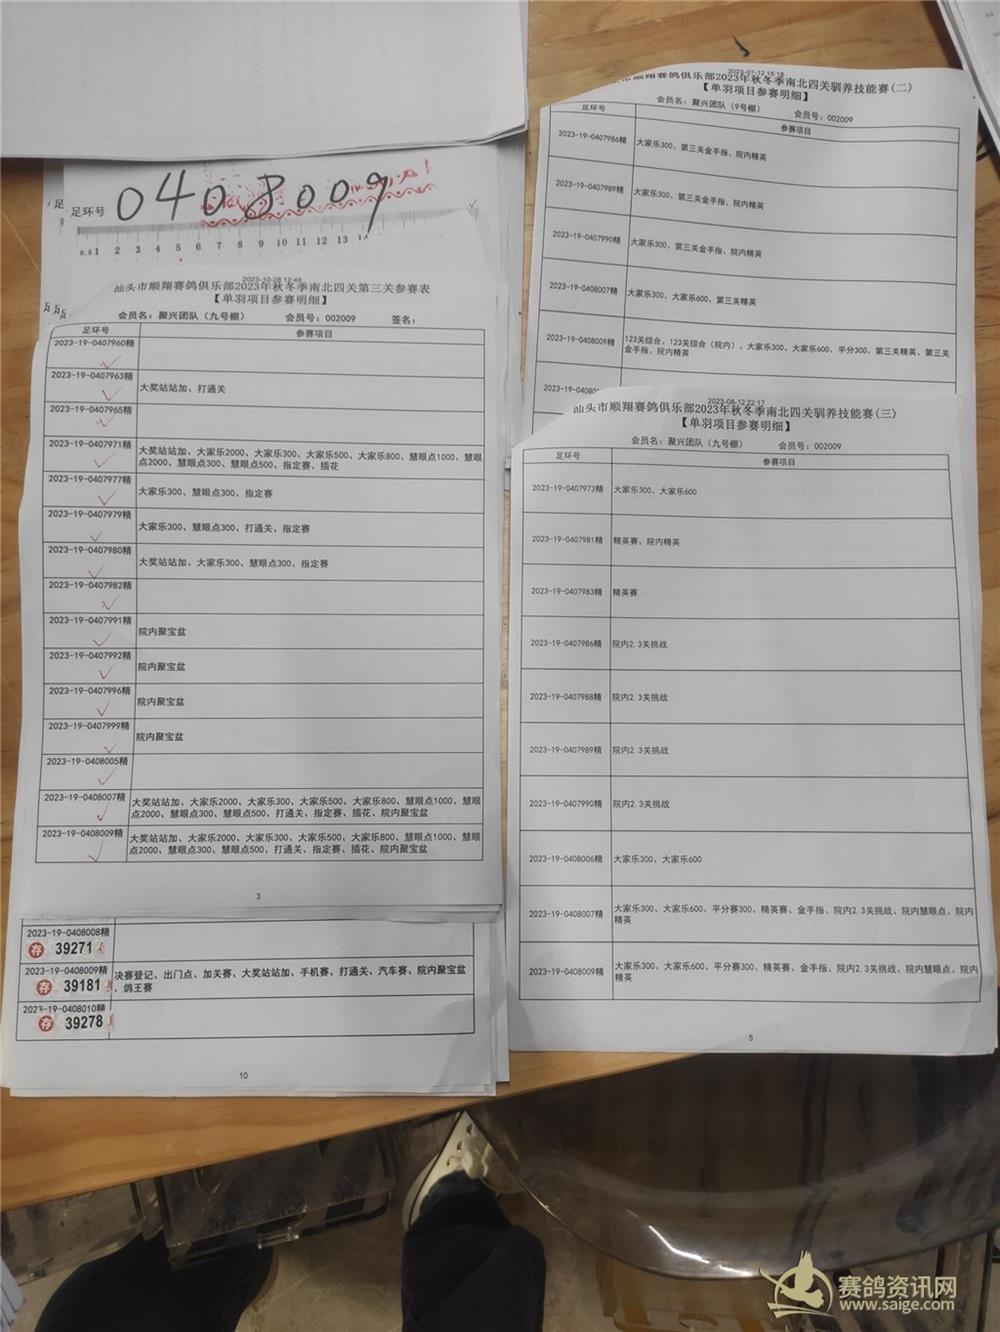 足环号 0408009
0.5 1 2 3 4 5 6 7 8 9 10 11 12 13 14
2023-10-28 12:49
汕头市顺翔赛鸽俱乐部2023年秋冬季南北四关第三关参赛表
【单羽项目参赛明细】
会员名：聚兴团队（九号棚） 会员号：002009 签名：
足环号 参赛项目
2023-19-0407960精
2023-19-0407963精 大奖站站加、打通关
2023-19-0407965精
2023-19-0407971精 大奖站站加、大家乐2000、大家乐300、大家乐500、大家乐800、慧眼点1000、慧眼
点2000、慧眼点300、慧眼点500、指定赛、插花
2023-19-0407977精 大家乐300、慧眼点300、指定赛
2023-19-0407979精 大家乐300、慧眼点300、打通关、指定赛
2023-19-0407980精 大奖站站加、大家乐300、慧眼点300、指定赛
2023-19-0407982精
2023-19-0407991精 院内聚宝盆
2023-19-0407992精 院内聚宝盆
2023-19-0407996精 院内聚宝盆
2023-19-0407999精 院内聚宝盆
2023-19-0408005精
2023-19-0408007精 大奖站站加、大家乐2000、大家乐300、大家乐500、大家乐800、慧眼点1000、慧眼
点2000、慧眼点300、慧眼点500、打通关、指定赛、插花、院内聚宝盆
2023-19-0408009精 大奖站站加、大家乐2000、大家乐300、大家乐500、大家乐800、慧眼点1000、慧眼
点2000、慧眼点300、慧眼点500、打通关、指定赛、插花、院内聚宝盆
3
2023-19-0408008精
存 39271
2023-19-0408009精 决赛登记、出门点、加关赛、大奖站站加、手机赛、打通关、汽车赛、院内聚宝盆
存 39181 、鸽王赛
2023-19-0408010精
存 39278
10
2023-07-12 15:18
市顺翔赛鸽俱乐部2023年秋冬季南北四关驯养技能赛(二)
【单羽项目参赛明细】
会员名：聚兴团队（9号棚） 会员号：002009
足环号 参赛项目
2023-19-0407986精 大家乐300、第三关金手指、院内精英
2023-19-0407989精 大家乐300、第三关金手指、院内精英
2023-19-0407990精 大家乐300、第三关金手指、院内精英
2023-19-0408007精 大家乐300、大家乐600、第三关精英
2023-19-0408009精 123关综合、123关综合（院内）、大家乐300、大家乐600、平分300、第三关精英、第三关
金手指、院内精英
2023-08-12 22:17
汕头市顺翔赛鸽俱乐部2023年秋冬季南北四关驯养技能赛(三)
【单羽项目参赛明细】
会员名：聚兴团队（九号棚） 会员号：002009
足环号 参赛项目
2023-19-0407973精 大家乐300、大家乐600
2023-19-0407981精 精英赛、院内精英
2023-19-0407983精 精英赛
2023-19-0407986精 院内2.3关挑战
2023-19-0407988精 院内2.3关挑战
2023-19-0407989精 院内2.3关挑战
2023-19-0407990精 院内2.3关挑战
2023-19-0408006精 大家乐300、大家乐600
2023-19-0408007精 大家乐300、大家乐600、平分赛300、精英赛、金手指、院内2.3关挑战、院内慧眼点、院内
精英
2023-19-0408009精 大家乐300、大家乐600、平分赛300、精英赛、金手指、院内2.3关挑战、院内慧眼点、院内
精英
5
赛鸽资讯网
www.saige.com